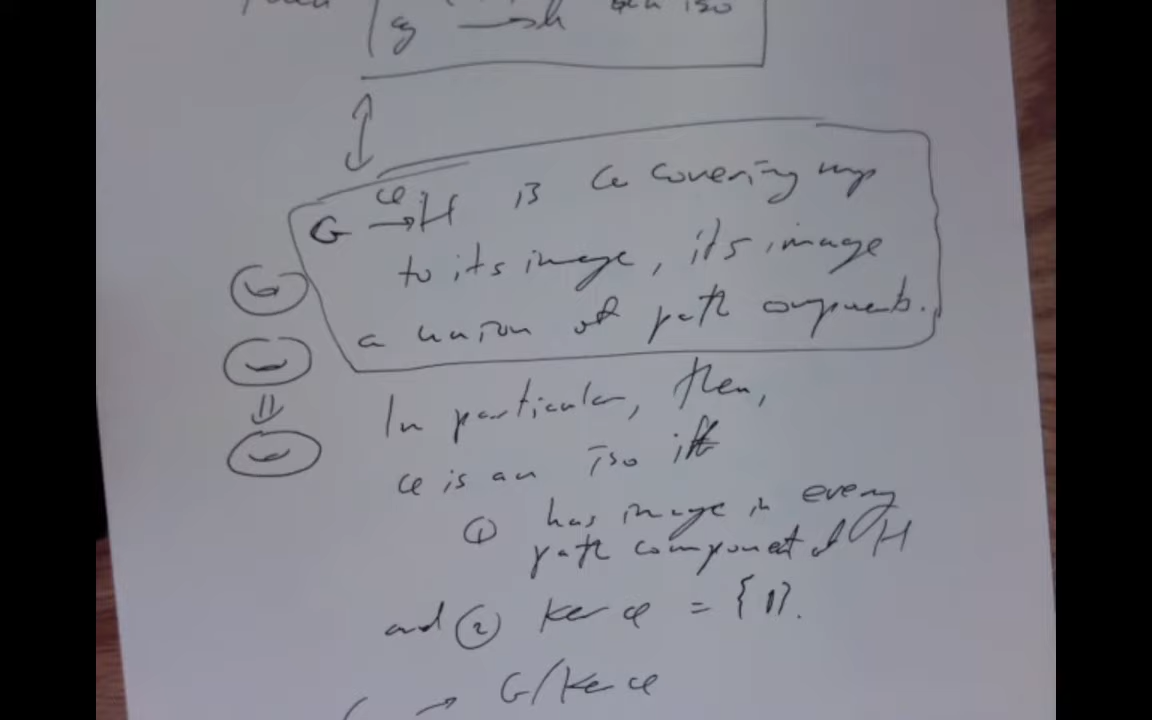 g → h iso
G →^φ H is a covering map
to its image, its image
a union of path components.
In particular, then,
φ is an iso iff
① has image in every
path component of H
and ② Ker φ = {1}.
→ G/Ker φ